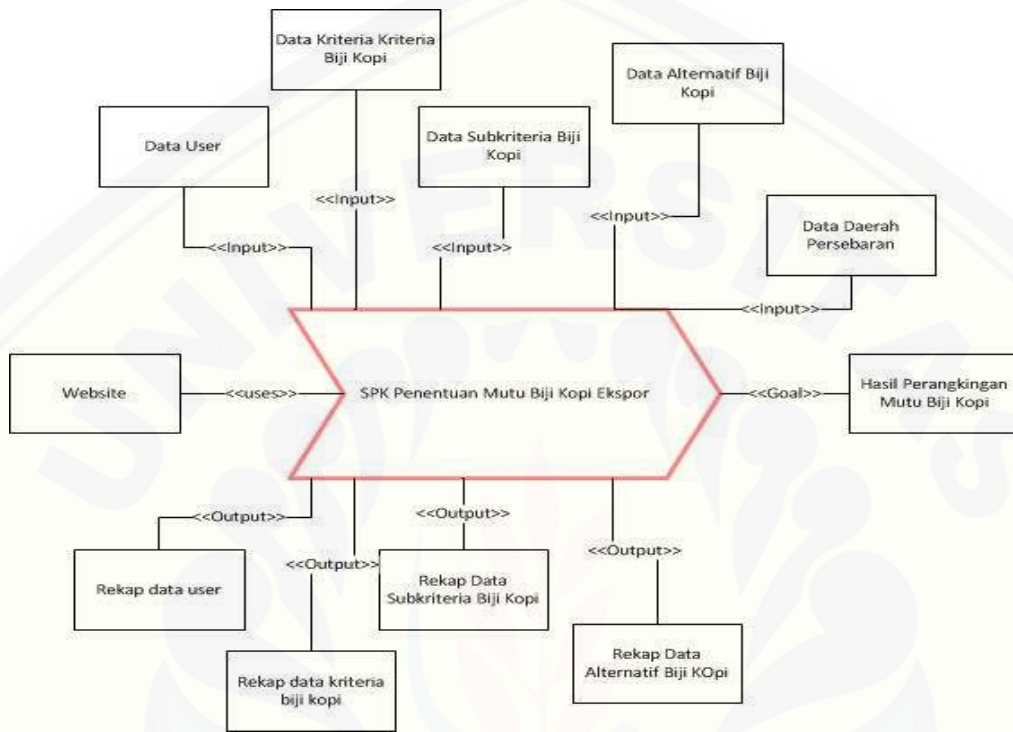 Data Kriteria Kriteria
Biji Kopi
Data Alternatif Biji
Kopi
Data User
Data Subkriteria Biji
Kopi
<<Input>>
<<Input>>
Data Daerah
Persebaran
<<Input>>
<<Input>>
<<Input>>
Website
<<uses>>
SPK Penentuan Mutu Biji Kopi Ekspor
<<Goal>>
Hasil Perangkingan
Mutu Biji Kopi
<<Output>>
<<Output>>
<<Output>>
<<Output>>
Rekap data user
Rekap Data
Subkriteria Biji Kopi
Rekap data kriteria
biji kopi
Rekap Data
Alternatif Biji KOpi
UNIVERSITAS